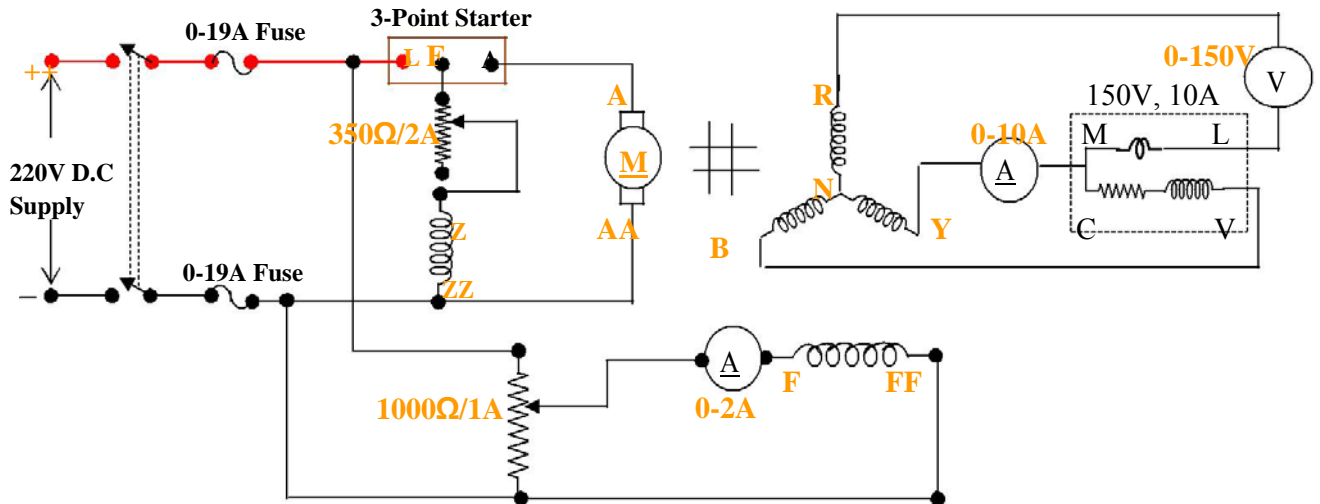 3-Point Starter
0-19A Fuse
++
L F A
0-150V
V
A
R
150V, 10A
0-10A
M L
350Ω/2A
M
A
220V D.C
Supply
N
Z
AA
B
Y
C V
0-19A Fuse
–
ZZ
A
F FF
1000Ω/1A
0-2A